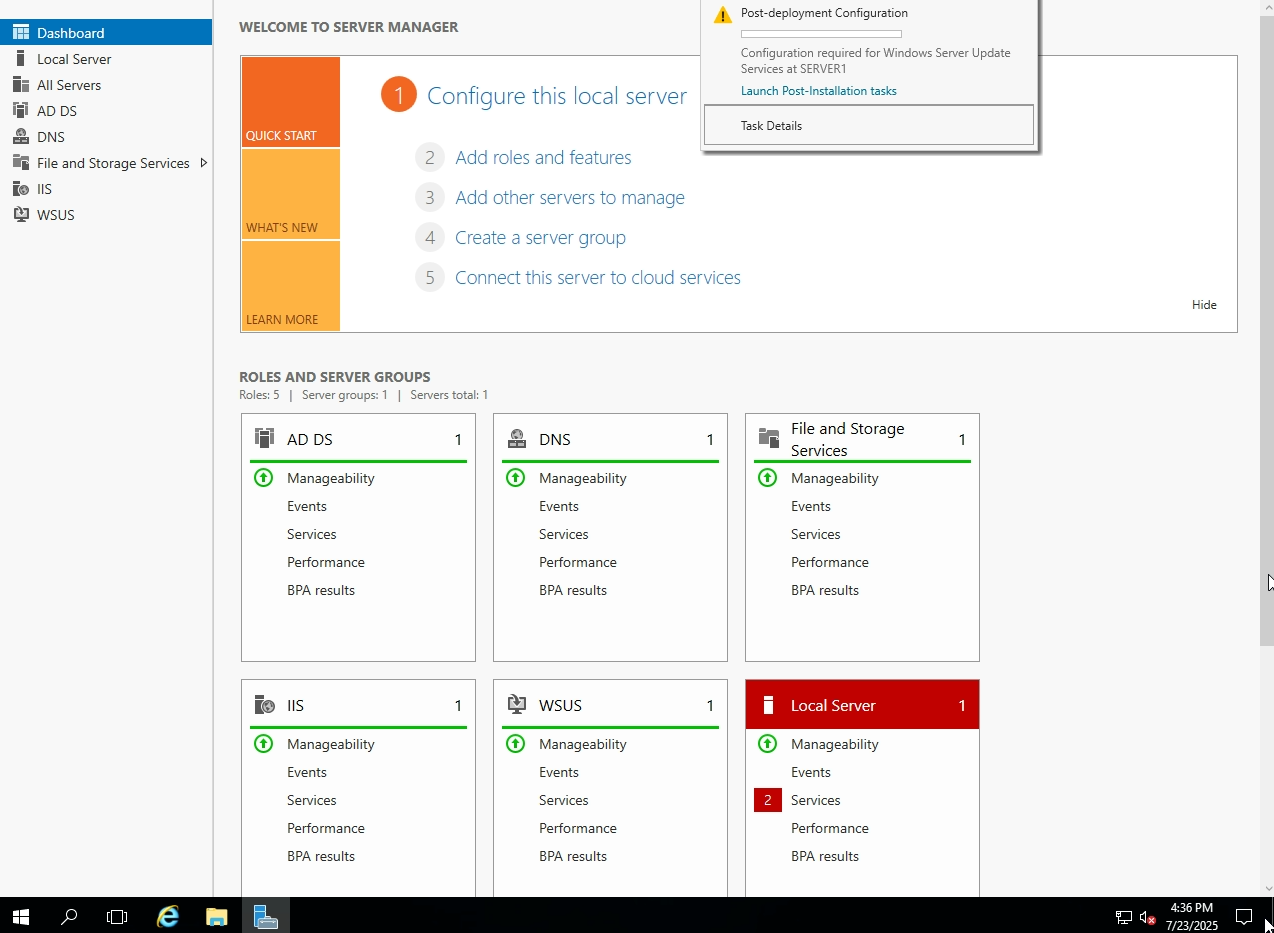 Dashboard
Local Server
All Servers
AD DS
DNS
File and Storage Services
IIS
WSUS
WELCOME TO SERVER MANAGER
QUICK START
WHAT'S NEW
LEARN MORE
1 Configure this local server
2 Add roles and features
3 Add other servers to manage
4 Create a server group
5 Connect this server to cloud services
Hide
Post-deployment Configuration
Configuration required for Windows Server Update
Services at SERVER1
Launch Post-Installation tasks
Task Details
ROLES AND SERVER GROUPS
Roles: 5 | Server groups: 1 | Servers total: 1
AD DS 1
Manageability
Events
Services
Performance
BPA results
DNS 1
Manageability
Events
Services
Performance
BPA results
File and Storage
Services 1
Manageability
Events
Services
Performance
BPA results
IIS 1
Manageability
Events
Services
Performance
BPA results
WSUS 1
Manageability
Events
Services
Performance
BPA results
Local Server 1
Manageability
Events
2 Services
Performance
BPA results
4:36 PM
7/23/2025